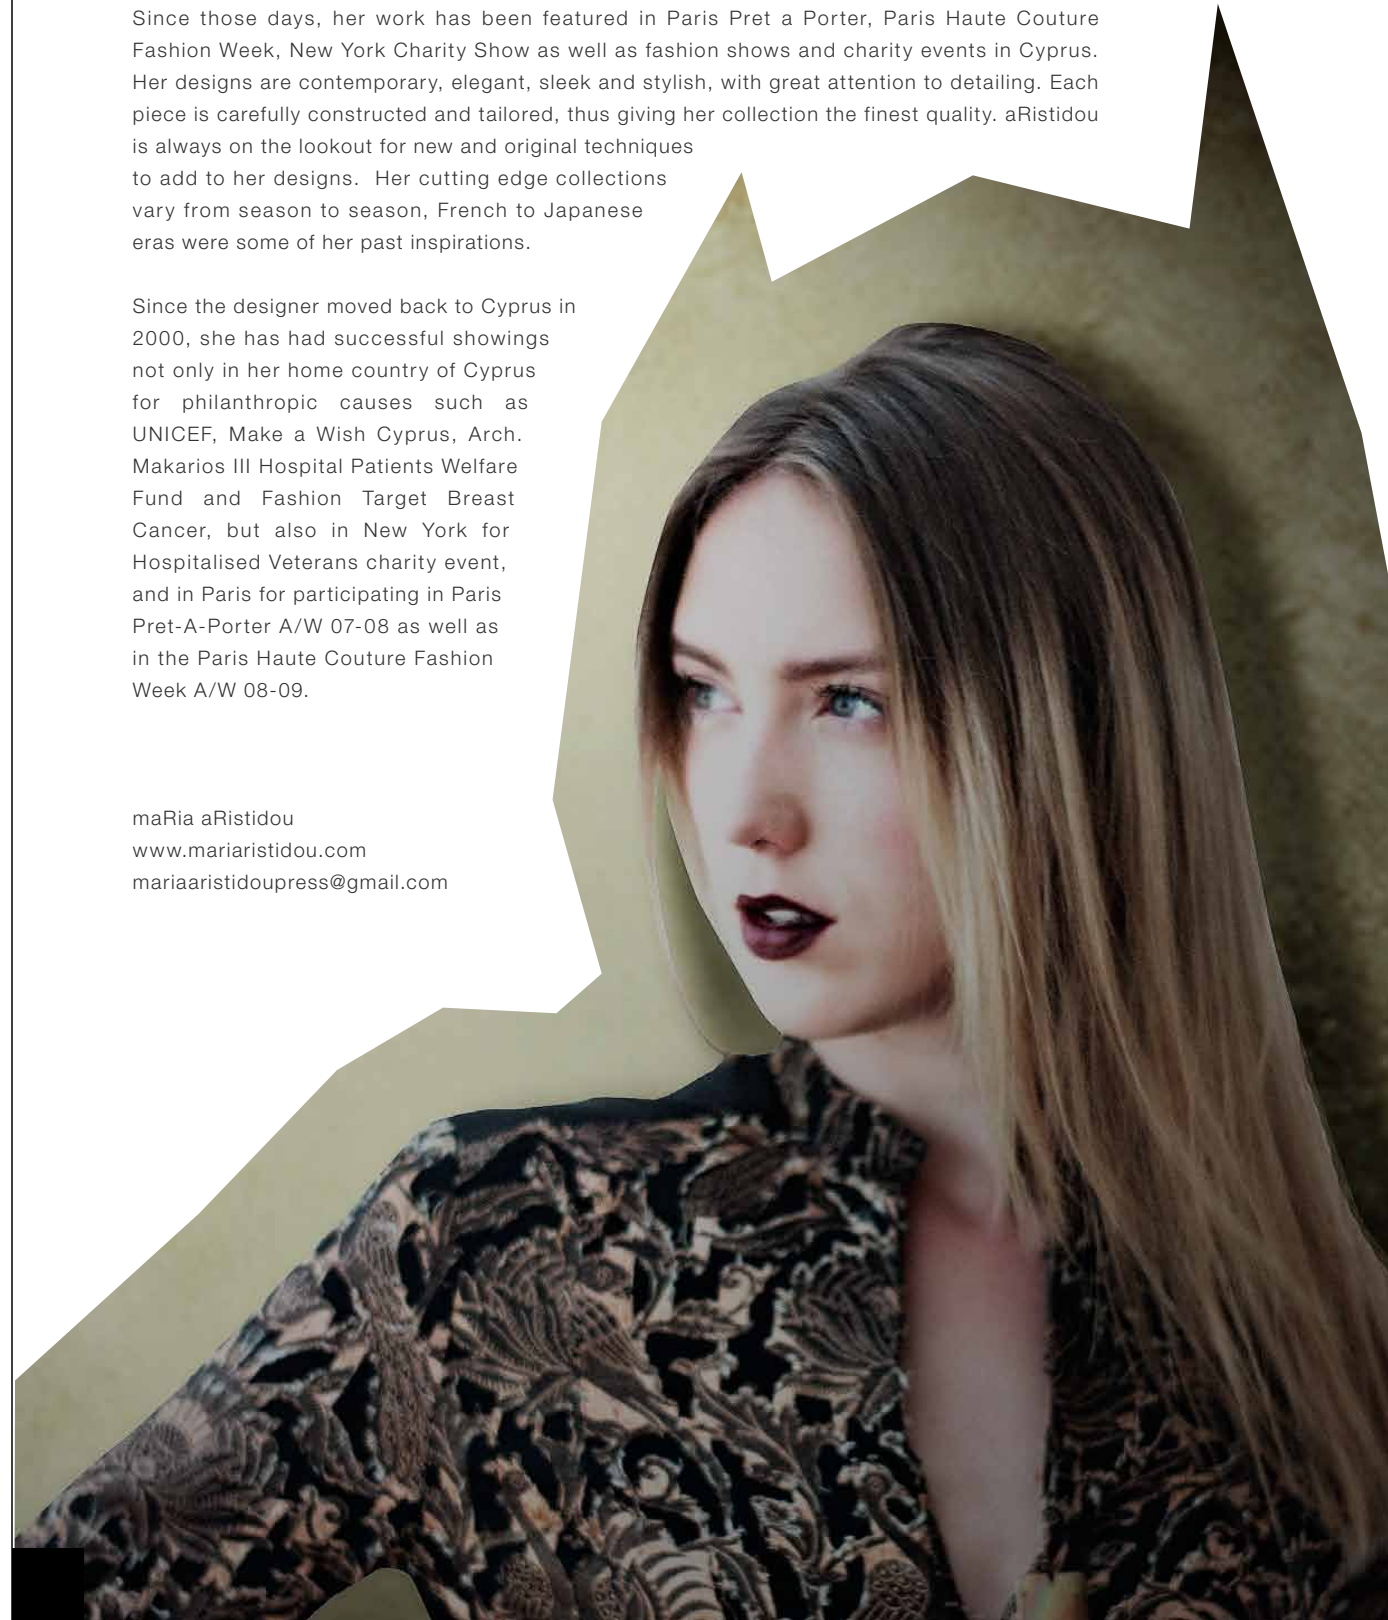 Since those days, her work has been featured in Paris Pret a Porter, Paris Haute Couture
Fashion Week, New York Charity Show as well as fashion shows and charity events in Cyprus.
Her designs are contemporary, elegant, sleek and stylish, with great attention to detailing. Each
piece is carefully constructed and tailored, thus giving her collection the finest quality. aRistidou
is always on the lookout for new and original techniques
to add to her designs.  Her cutting edge collections
vary from season to season, French to Japanese
eras were some of her past inspirations.
Since the designer moved back to Cyprus in
2000, she has had successful showings
not only in her home country of Cyprus
for philanthropic causes such as
UNICEF, Make a Wish Cyprus, Arch.
Makarios III Hospital Patients Welfare
Fund and Fashion Target Breast
Cancer, but also in New York for
Hospitalised Veterans charity event,
and in Paris for participating in Paris
Pret-A-Porter A/W 07-08 as well as
in the Paris Haute Couture Fashion
Week A/W 08-09.
maRia aRistidou
www.mariaristidou.com
mariaaristidoupress@gmail.com